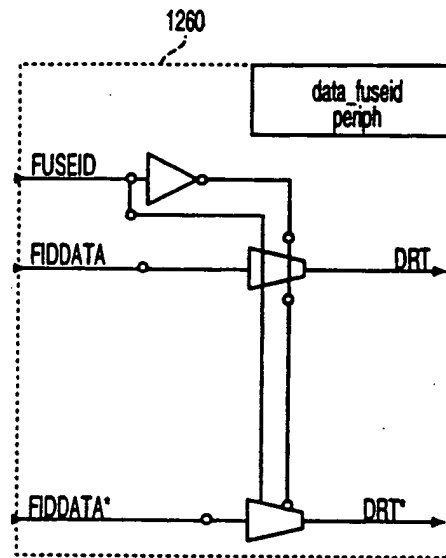 1260
data_fuseid
periph
FUSEID
FIDDATA
DRT
FIDDATA*
DRT*